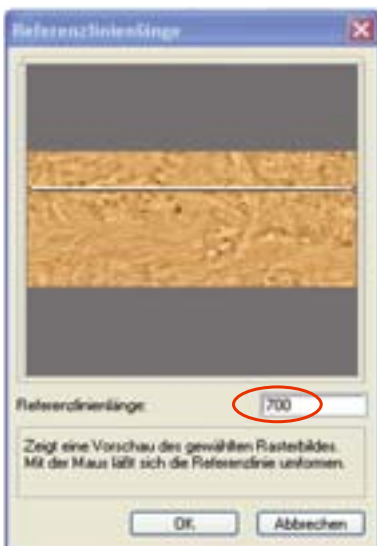 Referenzlinienlänge
Referenzlinienlänge: 700
Zeigt eine Vorschau des gewählten Rasterbildes.
Mit der Maus läßt sich die Referenzlinie umformen.
OK Abbrechen